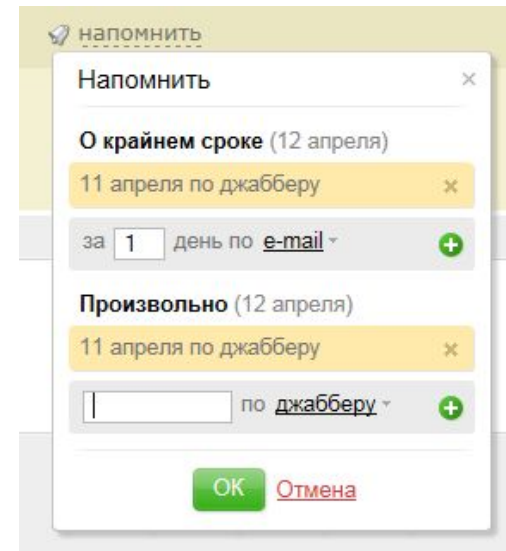 напомнить
Напомнить ×
О крайнем сроке (12 апреля)
11 апреля по джабберу ×
за 1 день по e-mail
Произвольно (12 апреля)
11 апреля по джабберу ×
по джабберу
ОК Отмена